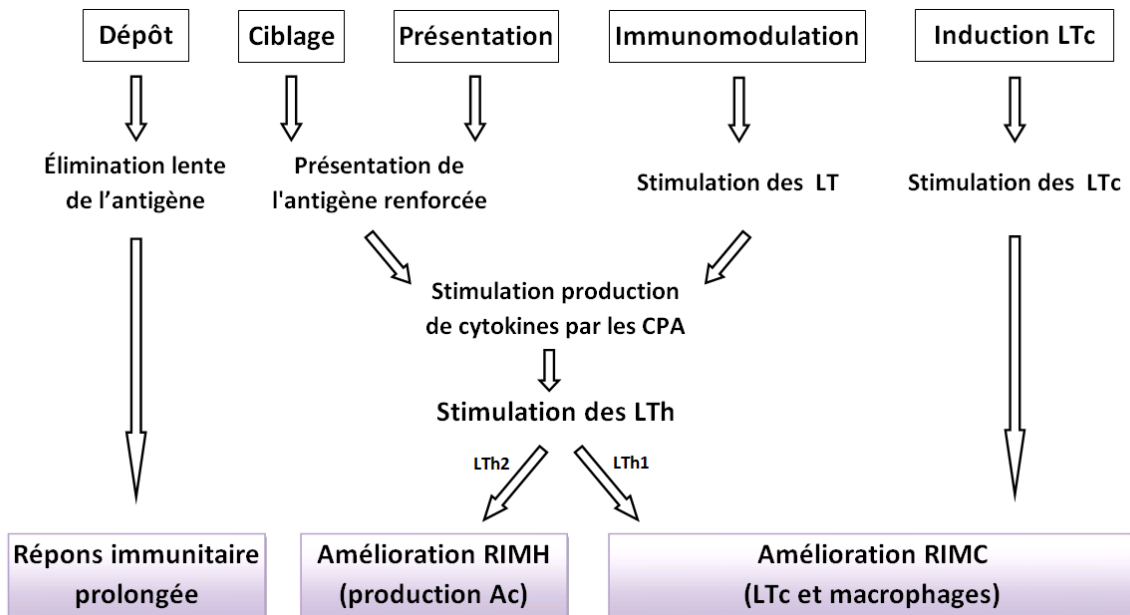 Dépôt
Ciblage
Présentation
Immunomodulation
Induction LTc
Élimination lente
de l’antigène
Présentation de
l'antigène renforcée
Stimulation des LT
Stimulation des LTc
Stimulation production
de cytokines par les CPA
Stimulation des LTh
LTh2
LTh1
Répons immunitaire
prolongée
Amélioration RIMH
(production Ac)
Amélioration RIMC
(LTc et macrophages)